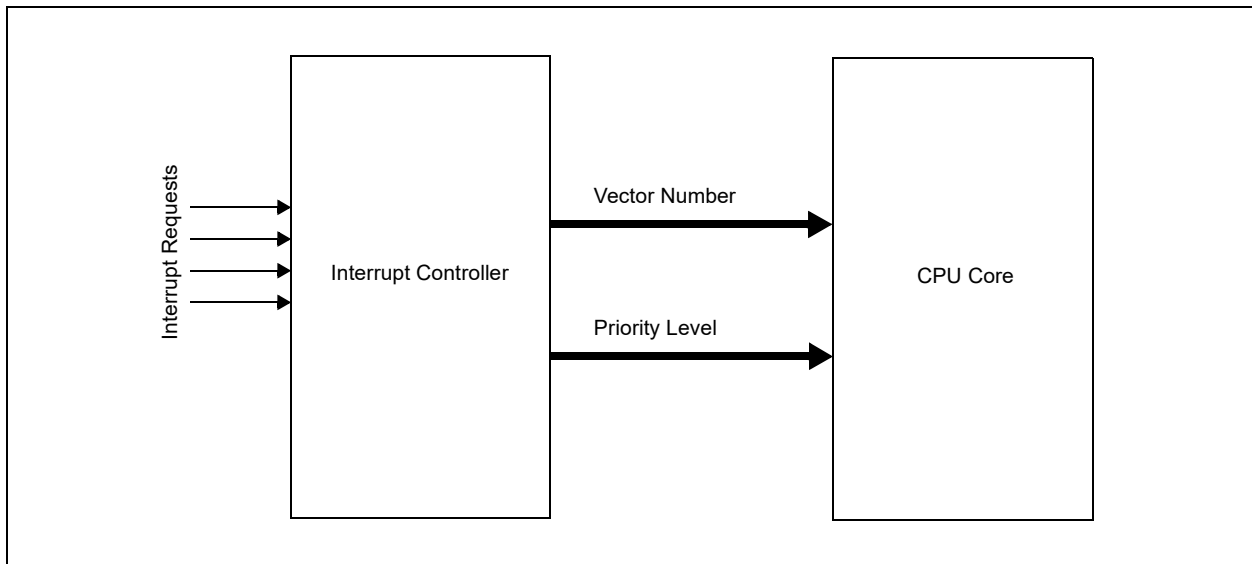 Interrupt Requests
Interrupt Controller
Vector Number
Priority Level
CPU Core